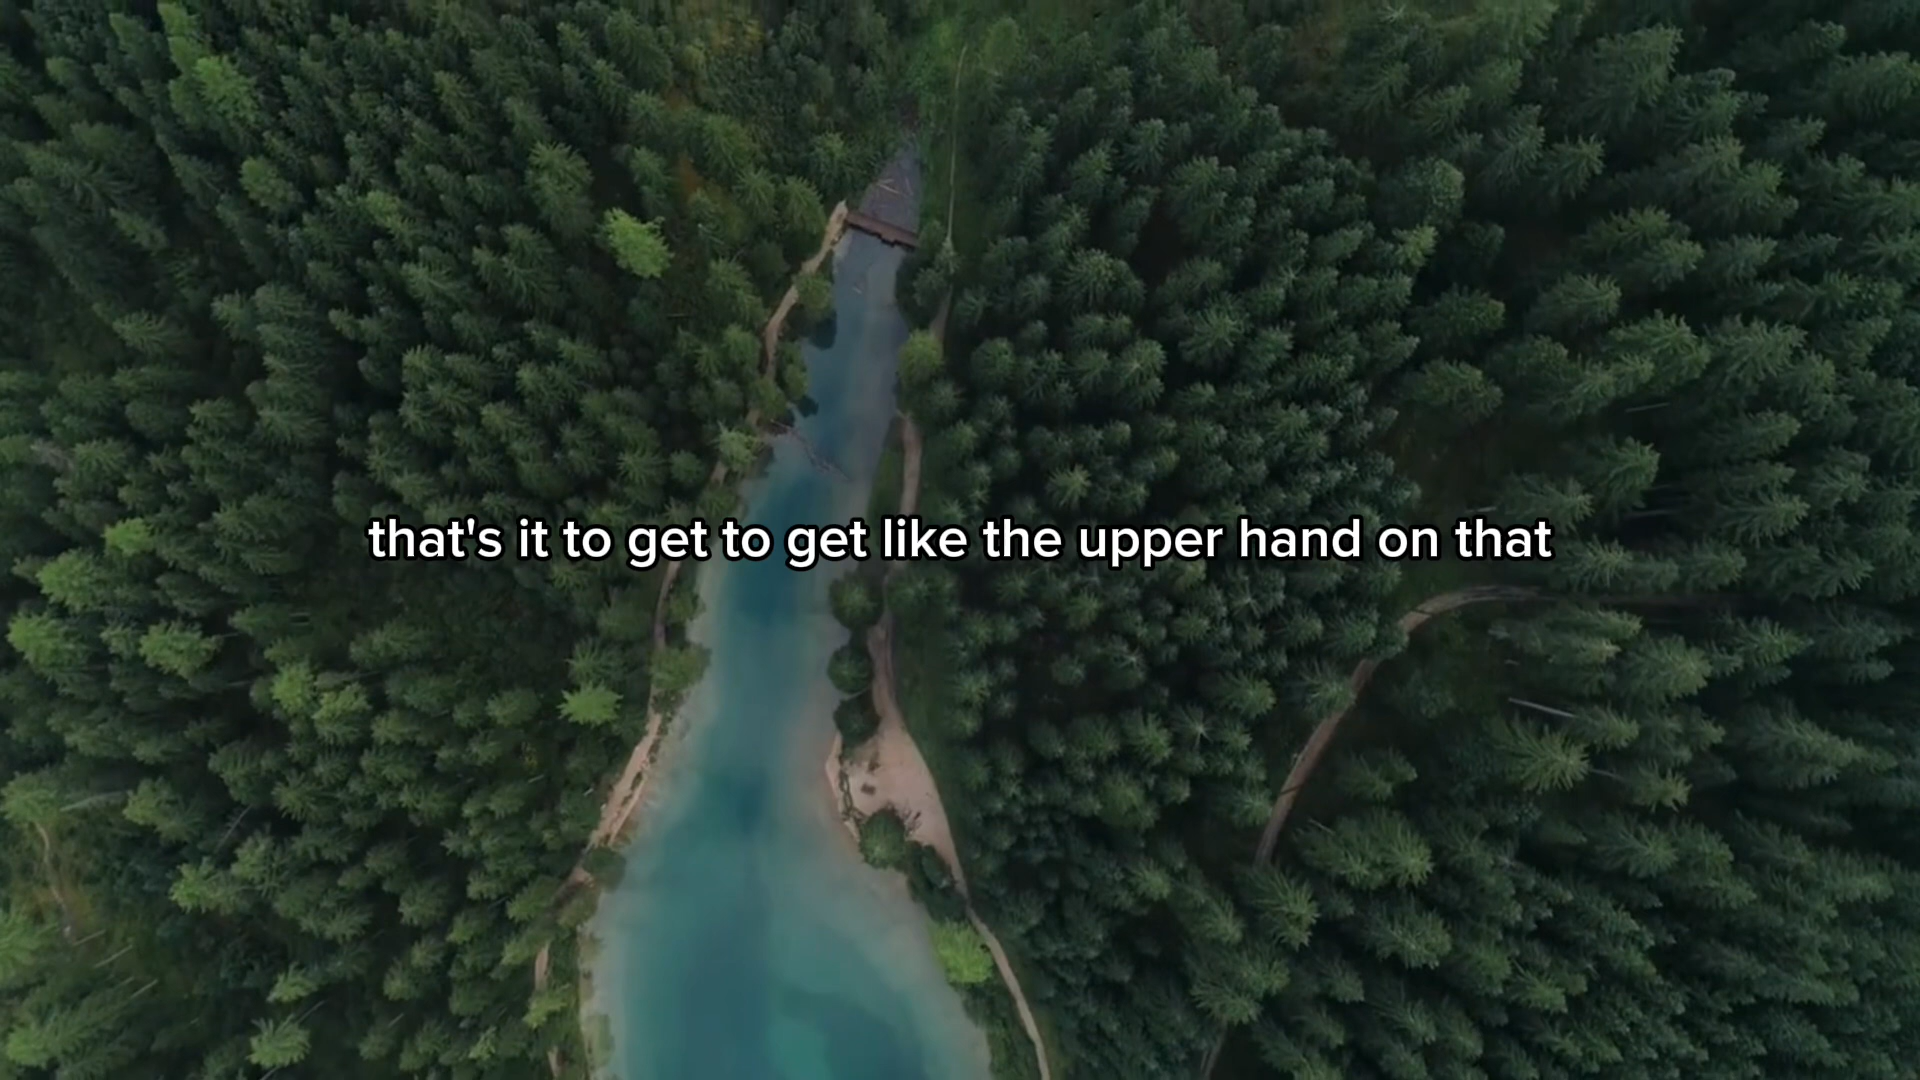 that's it to get to get like the upper hand on that